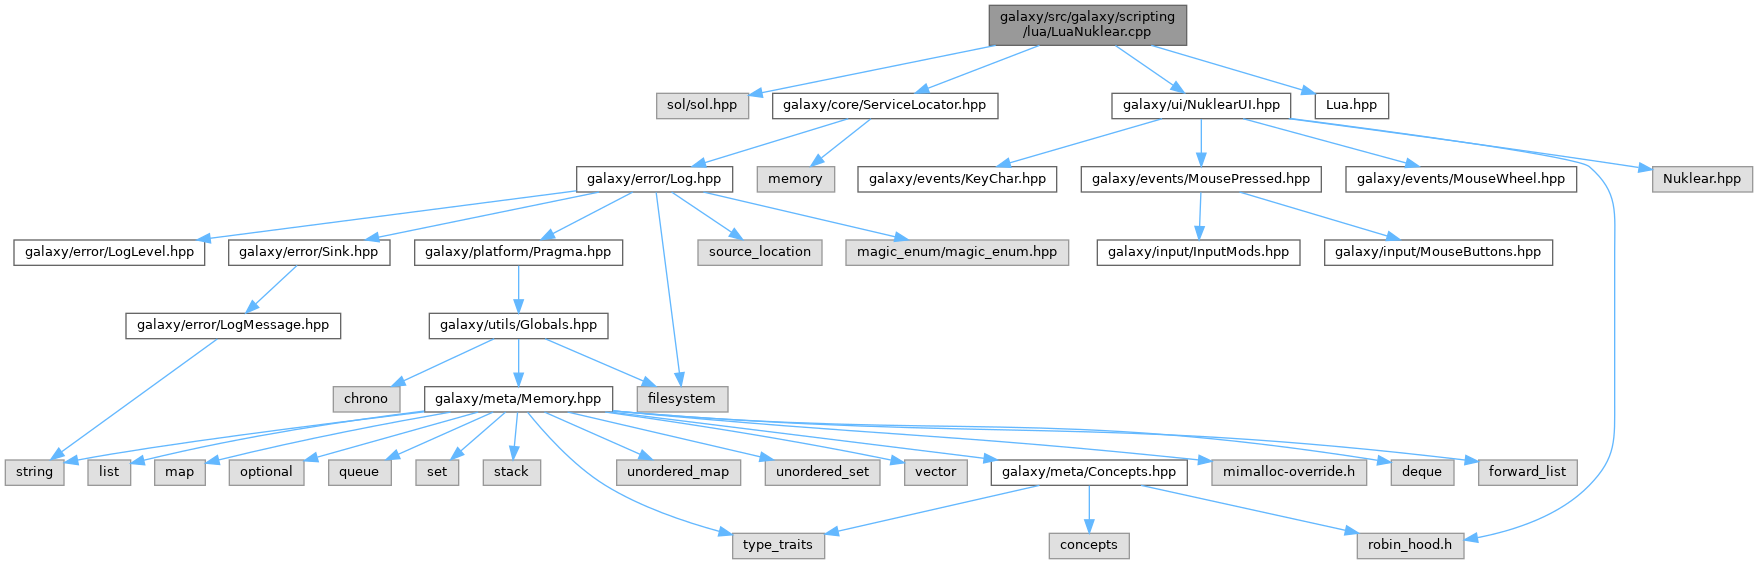 galaxy/src/galaxy/scripting
/lua/LuaNuklear.cpp
sol/sol.hpp
galaxy/core/ServiceLocator.hpp
galaxy/ui/NuklearUI.hpp
Lua.hpp
galaxy/error/Log.hpp
memory
galaxy/events/KeyChar.hpp
galaxy/events/MousePressed.hpp
galaxy/events/MouseWheel.hpp
Nuklear.hpp
galaxy/error/LogLevel.hpp
galaxy/error/Sink.hpp
galaxy/platform/Pragma.hpp
source_location
magic_enum/magic_enum.hpp
galaxy/input/InputMods.hpp
galaxy/input/MouseButtons.hpp
galaxy/error/LogMessage.hpp
galaxy/utils/Globals.hpp
chrono
galaxy/meta/Memory.hpp
filesystem
string
list
map
optional
queue
set
stack
unordered_map
unordered_set
vector
galaxy/meta/Concepts.hpp
mimalloc-override.h
deque
forward_list
type_traits
concepts
robin_hood.h